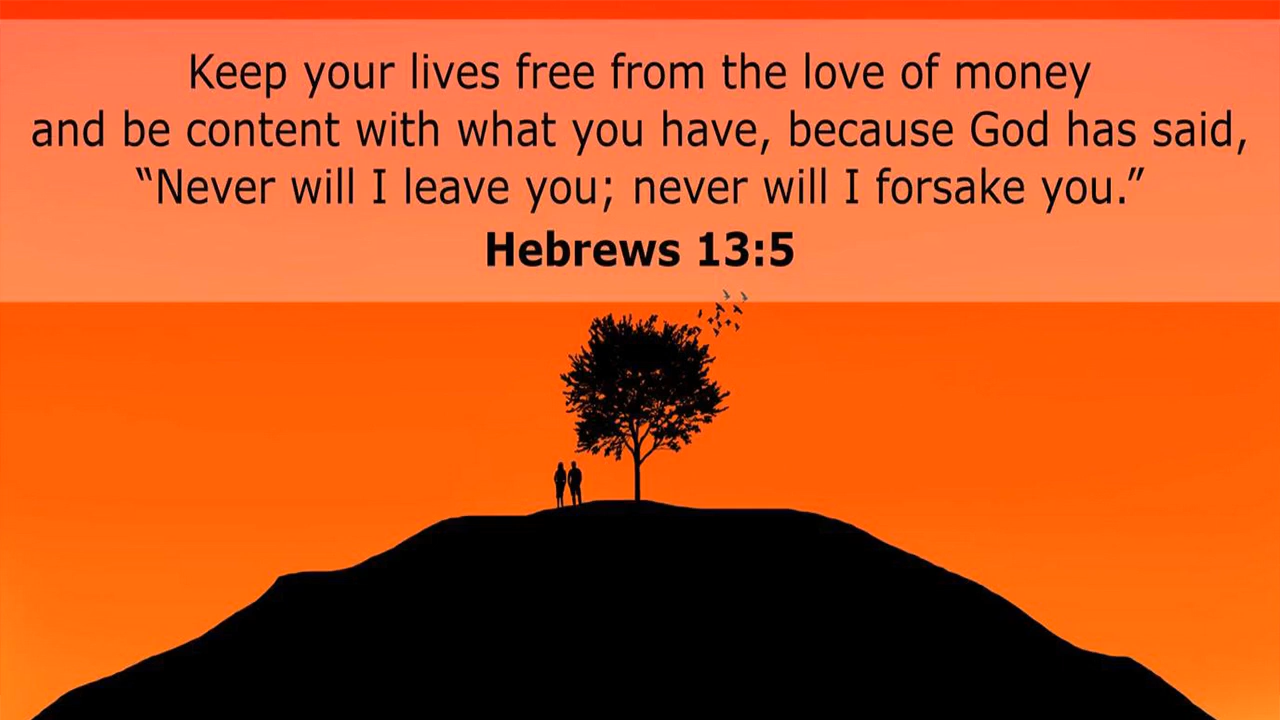 Keep your lives free from the love of money
and be content with what you have, because God has said,
“Never will I leave you; never will I forsake you.”
Hebrews 13:5